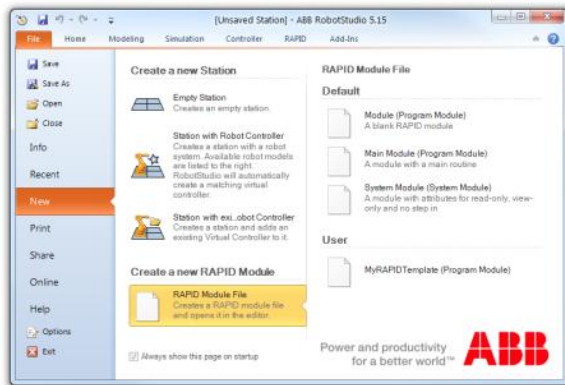 [Unsaved Station] - ABB RobotStudio 5.15
File Home Modeling Simulation Controller RAPID Add-Ins
Save
Save As
Open
Close
Info
Recent
New
Print
Share
Online
Help
Options
Exit
Create a new Station
Empty Station
Creates an empty station
Station with Robot Controller
Creates a station with a robot
system. Available robot models
are listed to the right.
RobotStudio will automatically
create a matching virtual
controller.
Station with exi..obot Controller
Creates a station and adds an
existing Virtual Controller to it.
Create a new RAPID Module
RAPID Module File
Creates a RAPID module file
and opens it in the editor.
Always show this page on startup
RAPID Module File
Default
Module (Program Module)
A blank RAPID module
Main Module (Program Module)
A module with a main routine
System Module (System Module)
A module with attributes for read-only, view-
only and no step in
User
MyRAPIDTemplate (Program Module)
Power and productivity
for a better world™
ABB